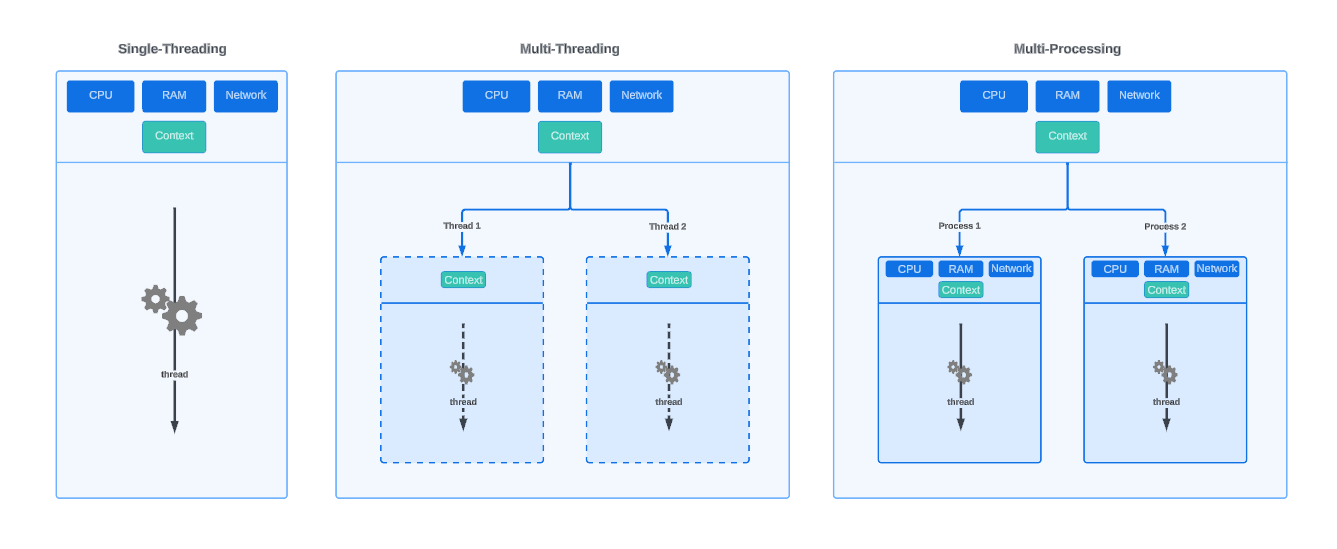 Single-Threading
CPU RAM Network
Context
thread
Multi-Threading
CPU RAM Network
Context
Thread 1 Thread 2
Context Context
thread thread
Multi-Processing
CPU RAM Network
Context
Process 1 Process 2
CPU RAM Network CPU RAM Network
Context Context
thread thread